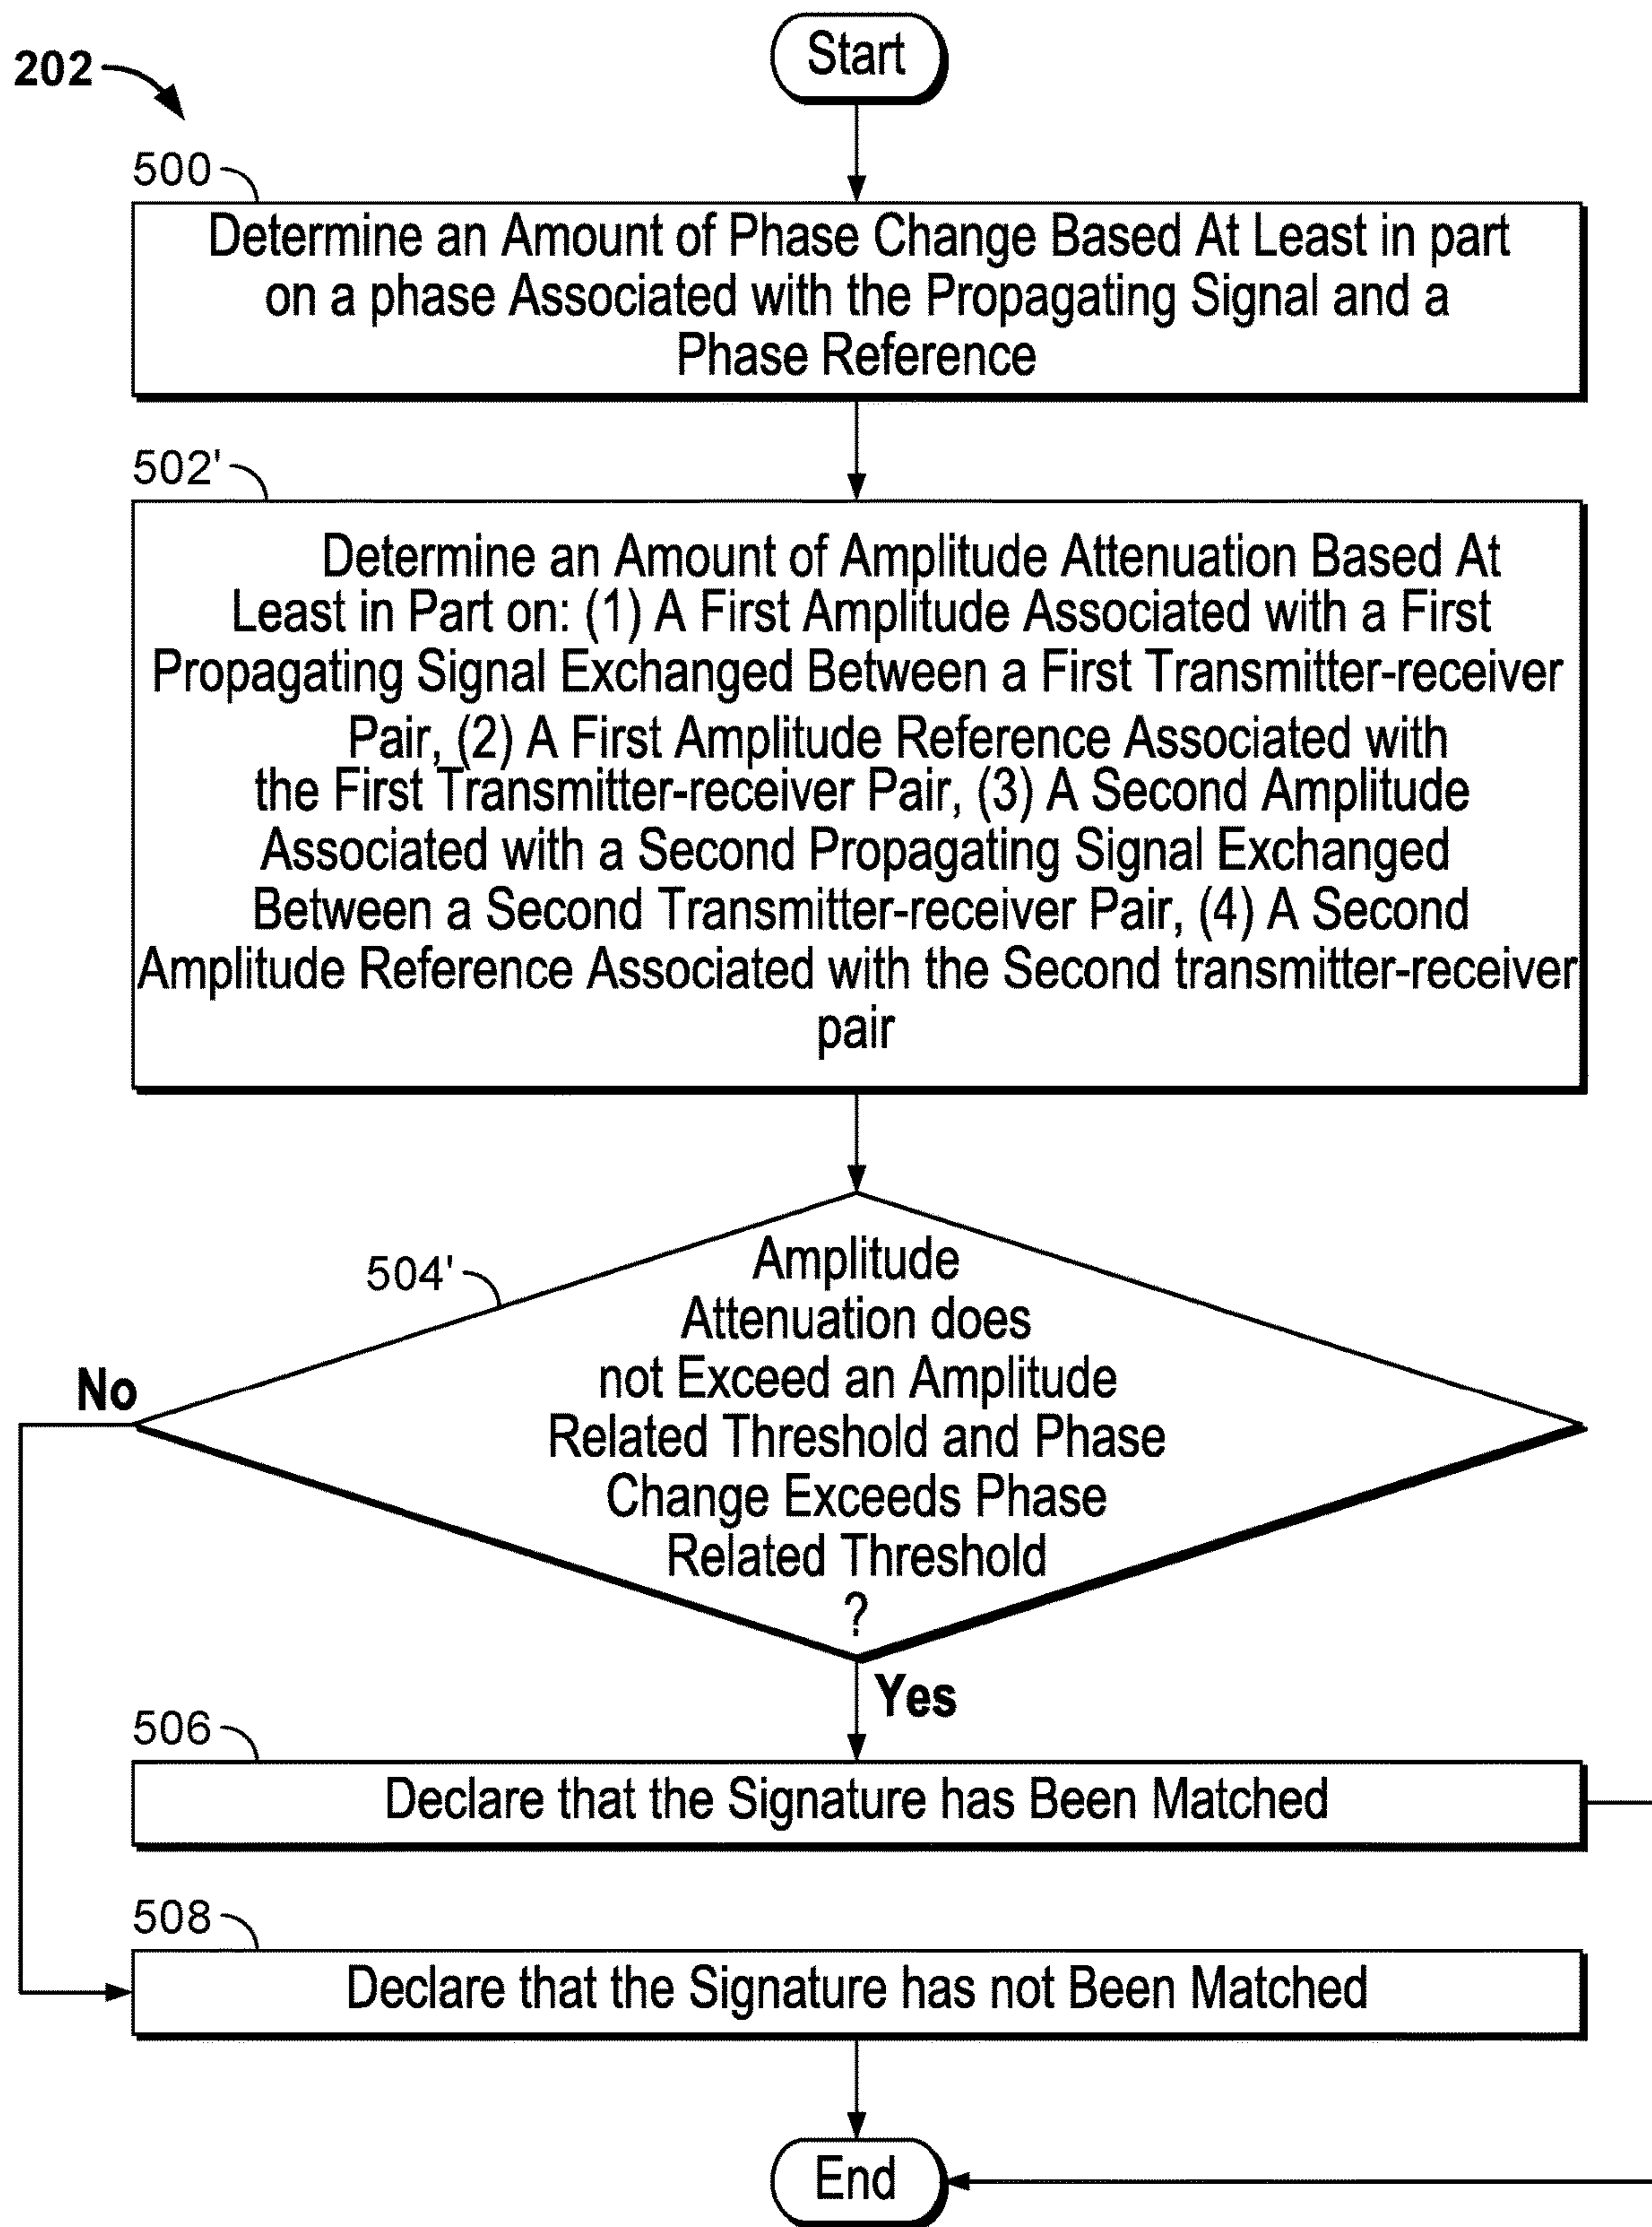 202
Start
500
Determine an Amount of Phase Change Based At Least in part
on a phase Associated with the Propagating Signal and a
Phase Reference
502'
Determine an Amount of Amplitude Attenuation Based At
Least in Part on: (1) A First Amplitude Associated with a First
Propagating Signal Exchanged Between a First Transmitter-receiver
Pair, (2) A First Amplitude Reference Associated with
the First Transmitter-receiver Pair, (3) A Second Amplitude
Associated with a Second Propagating Signal Exchanged
Between a Second Transmitter-receiver Pair, (4) A Second
Amplitude Reference Associated with the Second transmitter-receiver
pair
504'
Amplitude
Attenuation does
not Exceed an Amplitude
Related Threshold and Phase
Change Exceeds Phase
Related Threshold
?
No
Yes
506
Declare that the Signature has Been Matched
508
Declare that the Signature has not Been Matched
End